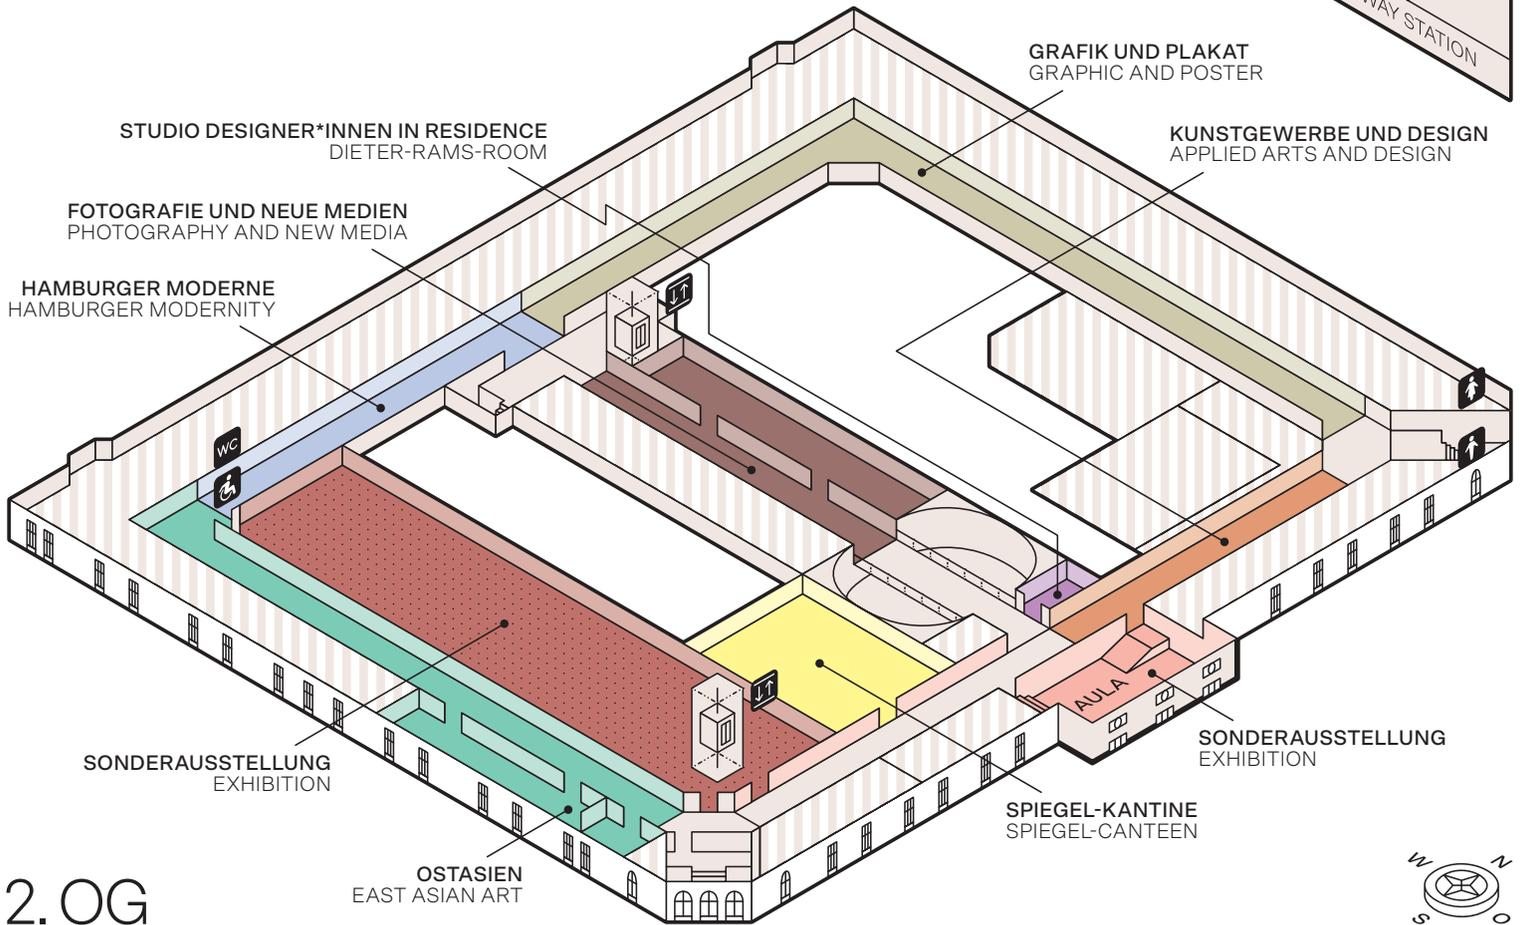 WAY STATION
GRAFIK UND PLAKAT
GRAPHIC AND POSTER
STUDIO DESIGNER*INNEN IN RESIDENCE
DIETER-RAMS-ROOM
KUNSTGEWERBE UND DESIGN
APPLIED ARTS AND DESIGN
FOTOGRAFIE UND NEUE MEDIEN
PHOTOGRAPHY AND NEW MEDIA
HAMBURGER MODERNE
HAMBURGER MODERNITY
WC
AULA
SONDERAUSSTELLUNG
EXHIBITION
SONDERAUSSTELLUNG
EXHIBITION
SPIEGEL-KANTINE
SPIEGEL-CANTEEN
OSTASIEN
EAST ASIAN ART
2. OG
W
N
S
O